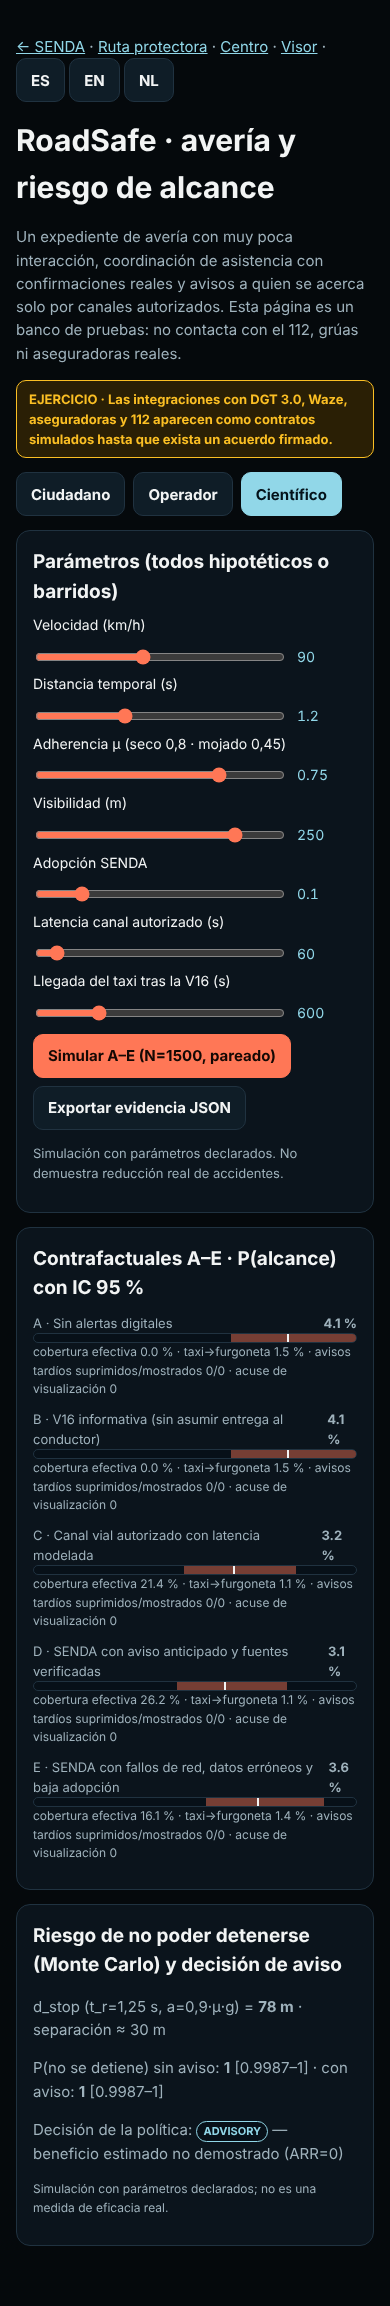 ← SENDA · Ruta protectora · Centro · Visor ·
ES EN NL
RoadSafe · avería y
riesgo de alcance
Un expediente de avería con muy poca
interacción, coordinación de asistencia con
confirmaciones reales y avisos a quien se acerca
solo por canales autorizados. Esta página es un
banco de pruebas: no contacta con el 112, grúas
ni aseguradoras reales.
EJERCICIO · Las integraciones con DGT 3.0, Waze,
aseguradoras y 112 aparecen como contratos
simulados hasta que exista un acuerdo firmado.
Ciudadano Operador Científico
Parámetros (todos hipotéticos o
barridos)
Velocidad (km/h)
90
Distancia temporal (s)
1.2
Adherencia μ (seco 0,8 · mojado 0,45)
0.75
Visibilidad (m)
250
Adopción SENDA
0.1
Latencia canal autorizado (s)
60
Llegada del taxi tras la V16 (s)
600
Simular A–E (N=1500, pareado)
Exportar evidencia JSON
Simulación con parámetros declarados. No
demuestra reducción real de accidentes.
Contrafactuales A–E · P(alcance)
con IC 95 %
A · Sin alertas digitales 4.1 %
cobertura efectiva 0.0 % · taxi→furgoneta 1.5 % · avisos
tardíos suprimidos/mostrados 0/0 · acuse de
visualización 0
B · V16 informativa (sin asumir entrega al 4.1
conductor) %
cobertura efectiva 0.0 % · taxi→furgoneta 1.5 % · avisos
tardíos suprimidos/mostrados 0/0 · acuse de
visualización 0
C · Canal vial autorizado con latencia 3.2
modelada %
cobertura efectiva 21.4 % · taxi→furgoneta 1.1 % · avisos
tardíos suprimidos/mostrados 0/0 · acuse de
visualización 0
D · SENDA con aviso anticipado y fuentes 3.1
verificadas %
cobertura efectiva 26.2 % · taxi→furgoneta 1.1 % · avisos
tardíos suprimidos/mostrados 0/0 · acuse de
visualización 0
E · SENDA con fallos de red, datos erróneos y 3.6
baja adopción %
cobertura efectiva 16.1 % · taxi→furgoneta 1.4 % · avisos
tardíos suprimidos/mostrados 0/0 · acuse de
visualización 0
Riesgo de no poder detenerse
(Monte Carlo) y decisión de aviso
d_stop (t_r=1,25 s, a=0,9·μ·g) = 78 m ·
separación ≈ 30 m
P(no se detiene) sin aviso: 1 [0.9987–1] · con
aviso: 1 [0.9987–1]
Decisión de la política: ADVISORY —
beneficio estimado no demostrado (ARR=0)
Simulación con parámetros declarados; no es una
medida de eficacia real.